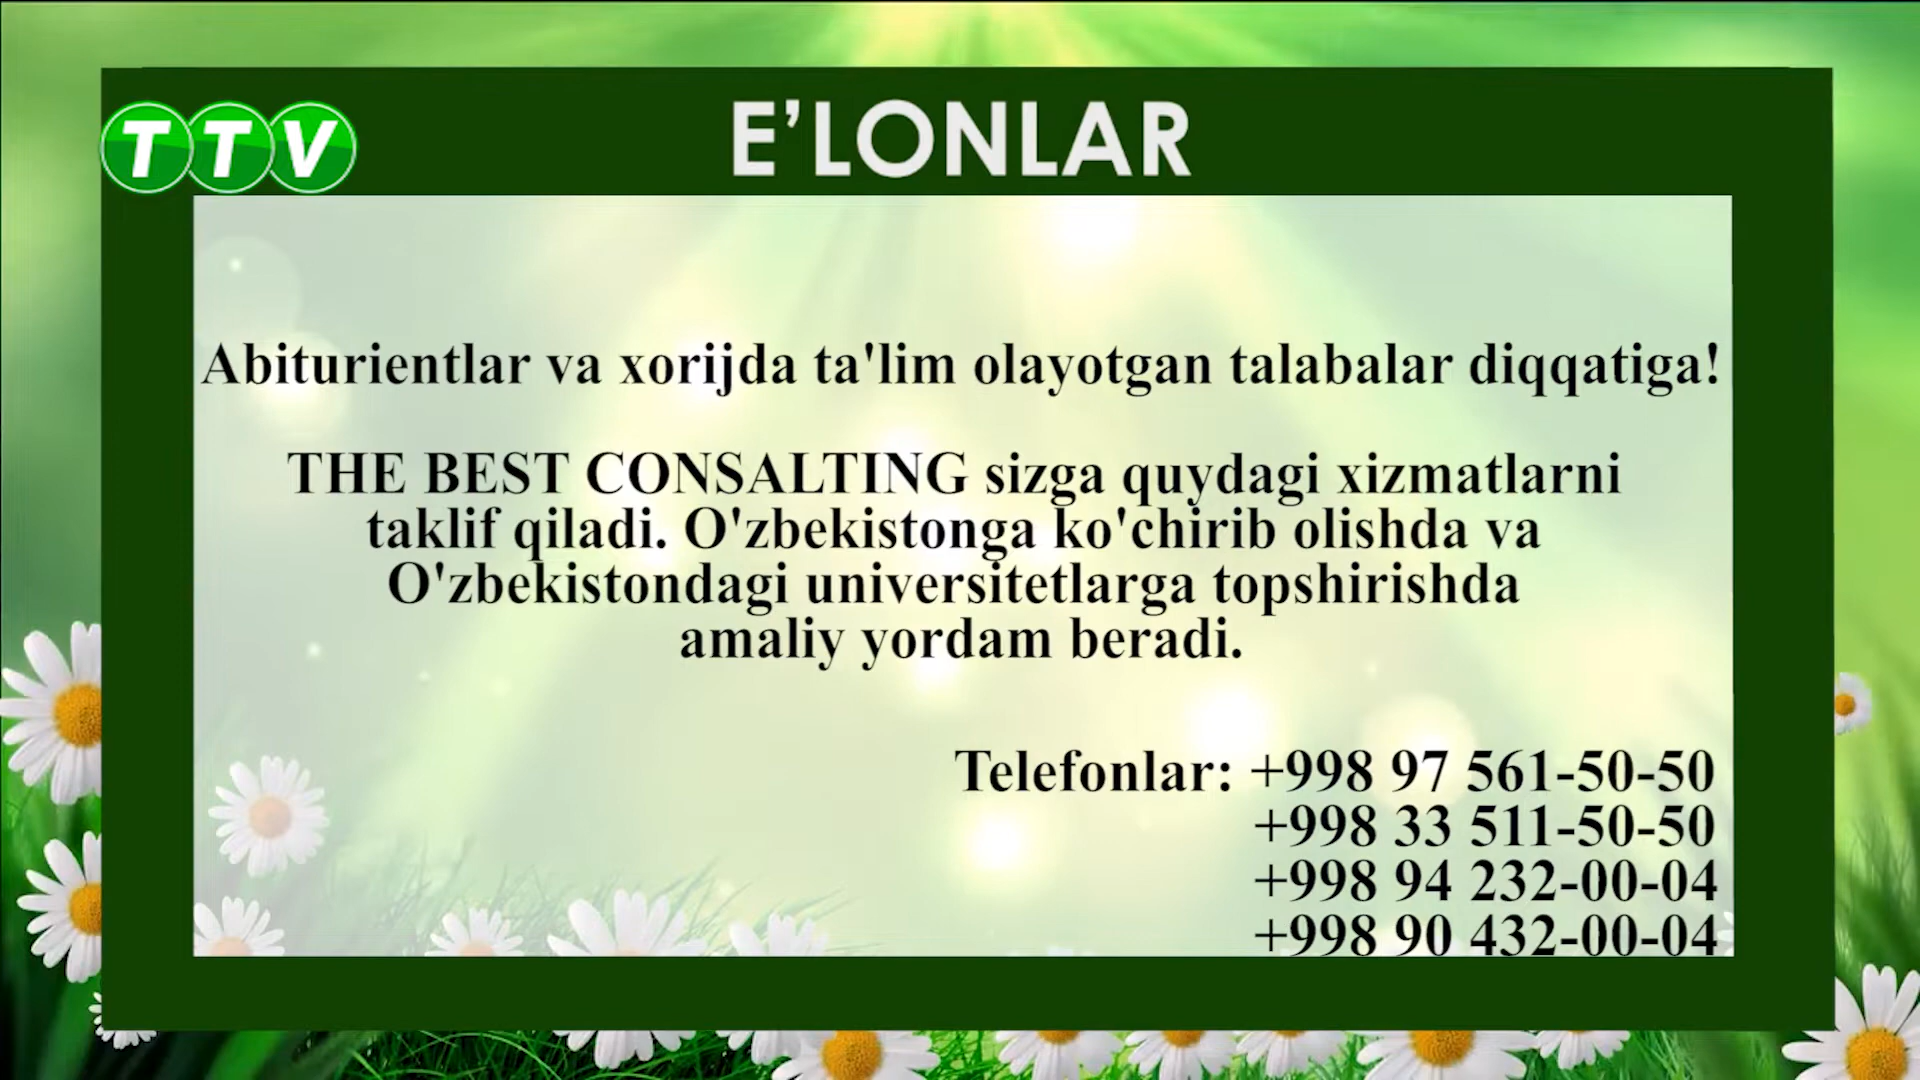 TTV
E’LONLAR
Abiturientlar va xorijda ta'lim olayotgan talabalar diqqatiga!
THE BEST CONSALTING sizga quydagi xizmatlarni
taklif qiladi. O'zbekistonga ko'chirib olishda va
O'zbekistondagi universitetlarga topshirishda
amaliy yordam beradi.
Telefonlar: +998 97 561-50-50
+998 33 511-50-50
+998 94 232-00-04
+998 90 432-00-04